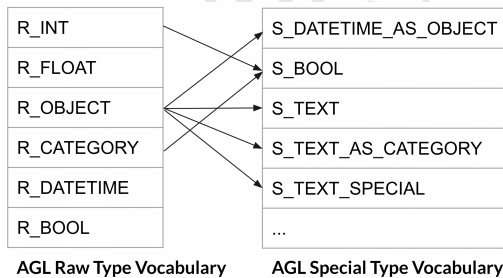 R_INT
R_FLOAT
R_OBJECT
R_CATEGORY
R_DATETIME
R_BOOL
AGL Raw Type Vocabulary
S_DATETIME_AS_OBJECT
S_BOOL
S_TEXT
S_TEXT_AS_CATEGORY
S_TEXT_SPECIAL
...
AGL Special Type Vocabulary